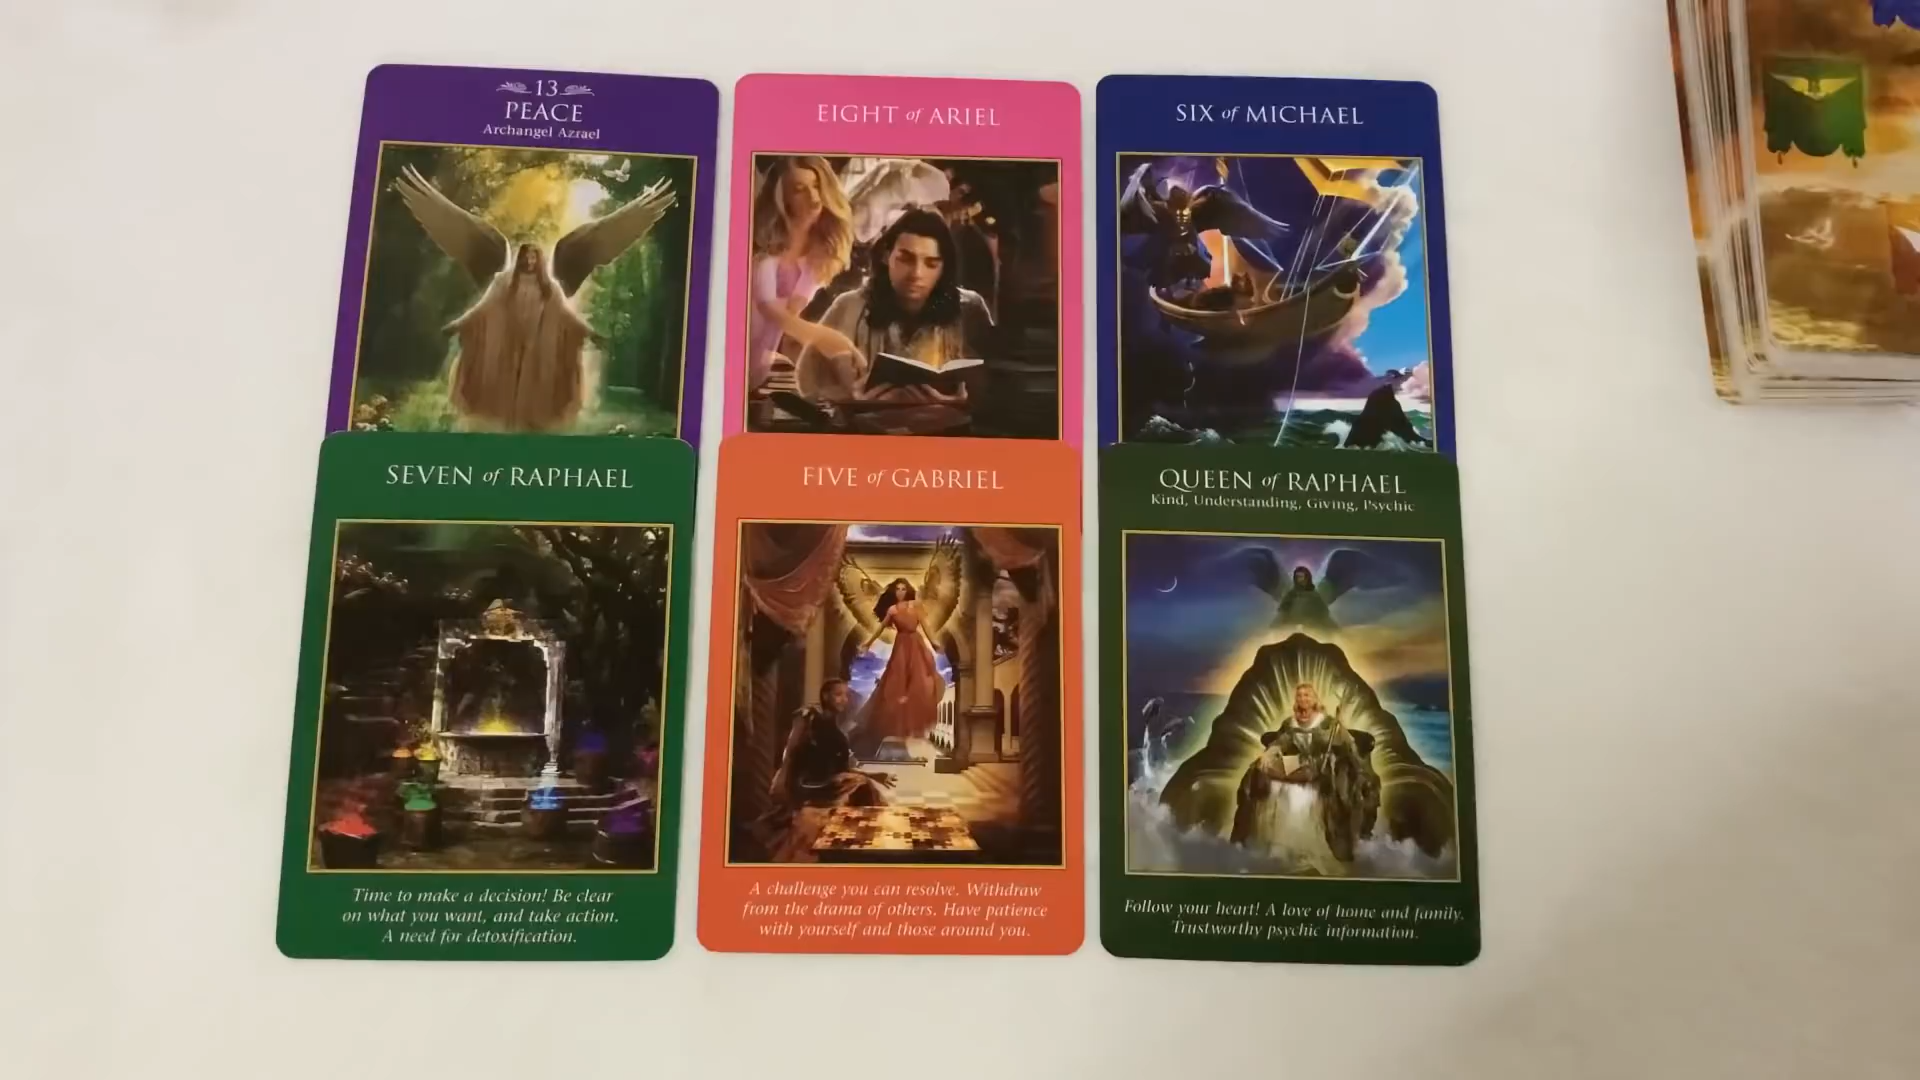 13
PEACE
Archangel Azrael
EIGHT of ARIEL
SIX of MICHAEL
SEVEN of RAPHAEL
Time to make a decision! Be clear
on what you want, and take action.
A need for detoxification.
FIVE of GABRIEL
A challenge you can resolve. Withdraw
from the drama of others. Have patience
with yourself and those around you.
QUEEN of RAPHAEL
Kind, Understanding, Giving, Psychic
Follow your heart! A love of home and family.
Trustworthy psychic information.